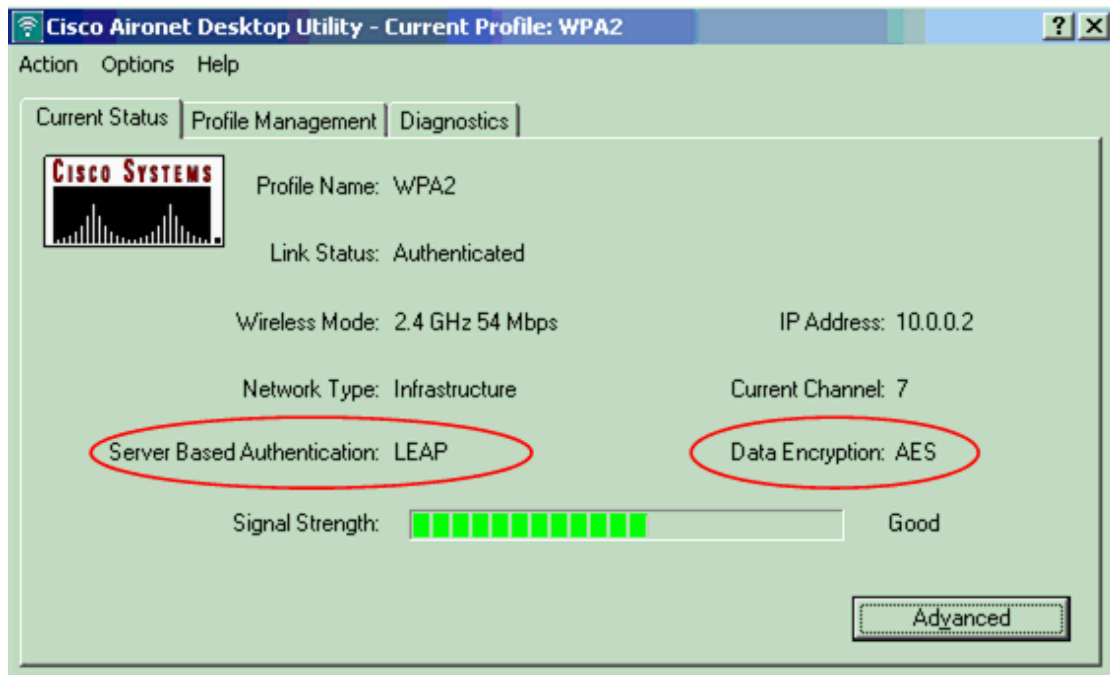 Cisco Aironet Desktop Utility - Current Profile: WPA2
? X
Action Options Help
Current Status Profile Management Diagnostics
CISCO SYSTEMS
Profile Name: WPA2
Link Status: Authenticated
Wireless Mode: 2.4 GHz 54 Mbps IP Address: 10.0.0.2
Network Type: Infrastructure Current Channel: 7
Server Based Authentication: LEAP Data Encryption: AES
Signal Strength: Good
Advanced